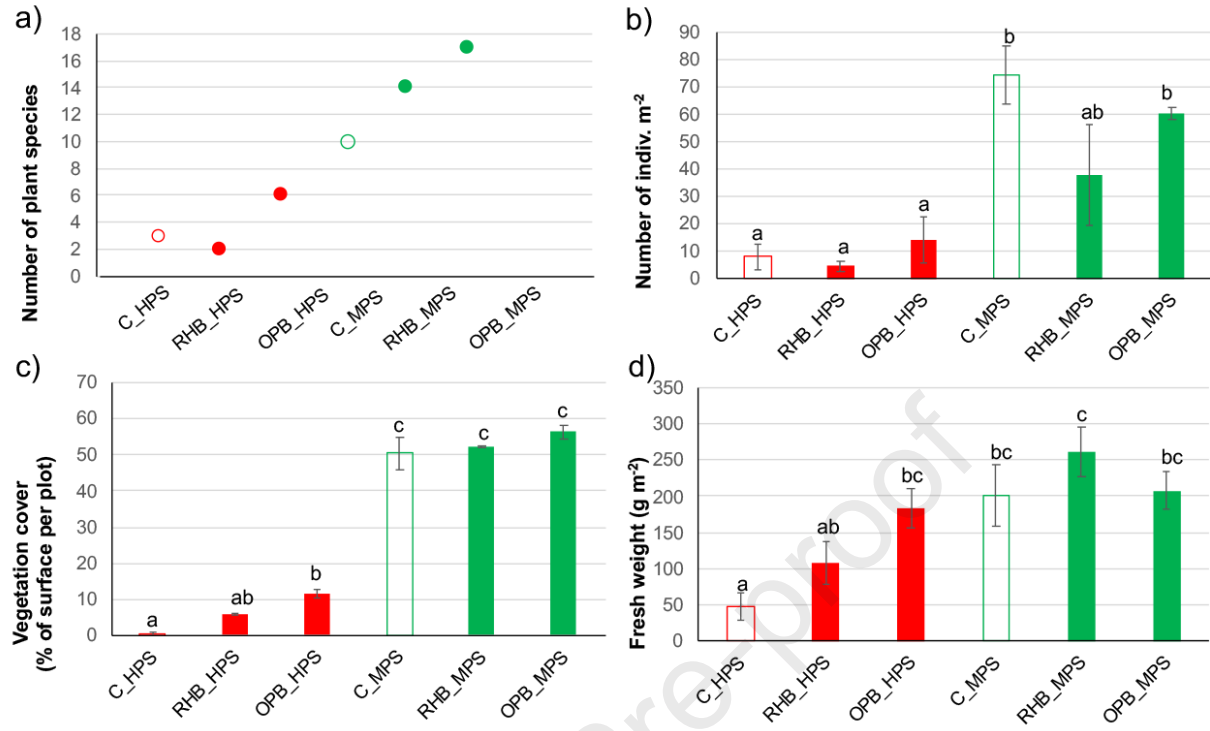 a)
Number of plant species
18
16
14
12
10
8
6
4
2
0
C_HPS
RHB_HPS
OPB_HPS
C_MPS
RHB_MPS
OPB_MPS
b)
Number of indiv. m-2
90
80
70
60
50
40
30
20
10
0
a
a
a
b
ab
b
C_HPS
RHB_HPS
OPB_HPS
C_MPS
RHB_MPS
OPB_MPS
c)
Vegetation cover
(% of surface per plot)
70
60
50
40
30
20
10
0
a
ab
b
c
c
c
C_HPS
RHB_HPS
OPB_HPS
C_MPS
RHB_MPS
OPB_MPS
d)
Fresh weight (g m-2)
350
300
250
200
150
100
50
0
a
ab
bc
bc
c
bc
C_HPS
RHB_HPS
OPB_HPS
C_MPS
RHB_MPS
OPB_MPS
re-proof